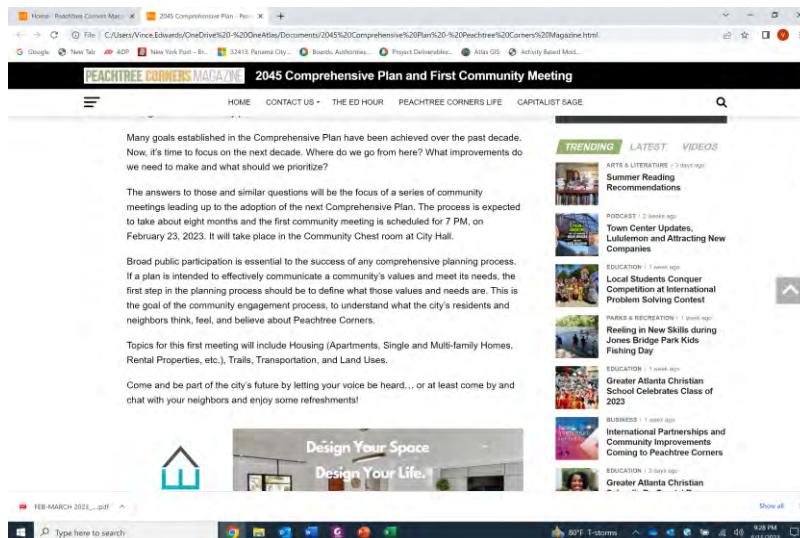 Home - Peachtree Corners Mag
2045 Comprehensive Plan - Peac
File | C:/Users/Vince.Edwards/OneDrive%20-%20OneAtlas/Documents/2045%20Comprehensive%20Plan%20-%20Peachtree%20Corners%20Magazine.html
Google
New Tab
ADP
New York Post – Br...
32413, Panama City...
Boards, Authorities...
Project Deliverables...
Atlas GIS
Activity Based Mod...
PEACHTREE CORNERS MAGAZINE
2045 Comprehensive Plan and First Community Meeting
HOME CONTACT US THE ED HOUR PEACHTREE CORNERS LIFE CAPITALIST SAGE
Many goals established in the Comprehensive Plan have been achieved over the past decade.
Now, it's time to focus on the next decade. Where do we go from here? What improvements do
we need to make and what should we prioritize?
The answers to those and similar questions will be the focus of a series of community
meetings leading up to the adoption of the next Comprehensive Plan. The process is expected
to take about eight months and the first community meeting is scheduled for 7 PM, on
February 23, 2023. It will take place in the Community Chest room at City Hall.
Broad public participation is essential to the success of any comprehensive planning process.
If a plan is intended to effectively communicate a community's values and meet its needs, the
first step in the planning process should be to define what those values and needs are. This is
the goal of the community engagement process, to understand what the city's residents and
neighbors think, feel, and believe about Peachtree Corners.
Topics for this first meeting will include Housing (Apartments, Single and Multi-family Homes,
Rental Properties, etc.), Trails, Transportation, and Land Uses.
Come and be part of the city's future by letting your voice be heard… or at least come by and
chat with your neighbors and enjoy some refreshments!
Design Your Space
Design Your Life.
TRENDING LATEST VIDEOS
ARTS & LITERATURE / 3 days ago
Summer Reading
Recommendations
PODCAST / 2 weeks ago
Town Center Updates,
Lululemon and Attracting New
Companies
EDUCATION / 1 week ago
Local Students Conquer
Competition at International
Problem Solving Contest
PARKS & RECREATION / 1 week ago
Reeling in New Skills during
Jones Bridge Park Kids
Fishing Day
EDUCATION / 1 week ago
Greater Atlanta Christian
School Celebrates Class of
2023
BUSINESS / 1 week ago
International Partnerships and
Community Improvements
Coming to Peachtree Corners
EDUCATION / 3 days ago
Greater Atlanta Christian
FEB-MARCH 2023_...pdf
Show all
Type here to search
80°F T-storms
9:28 PM